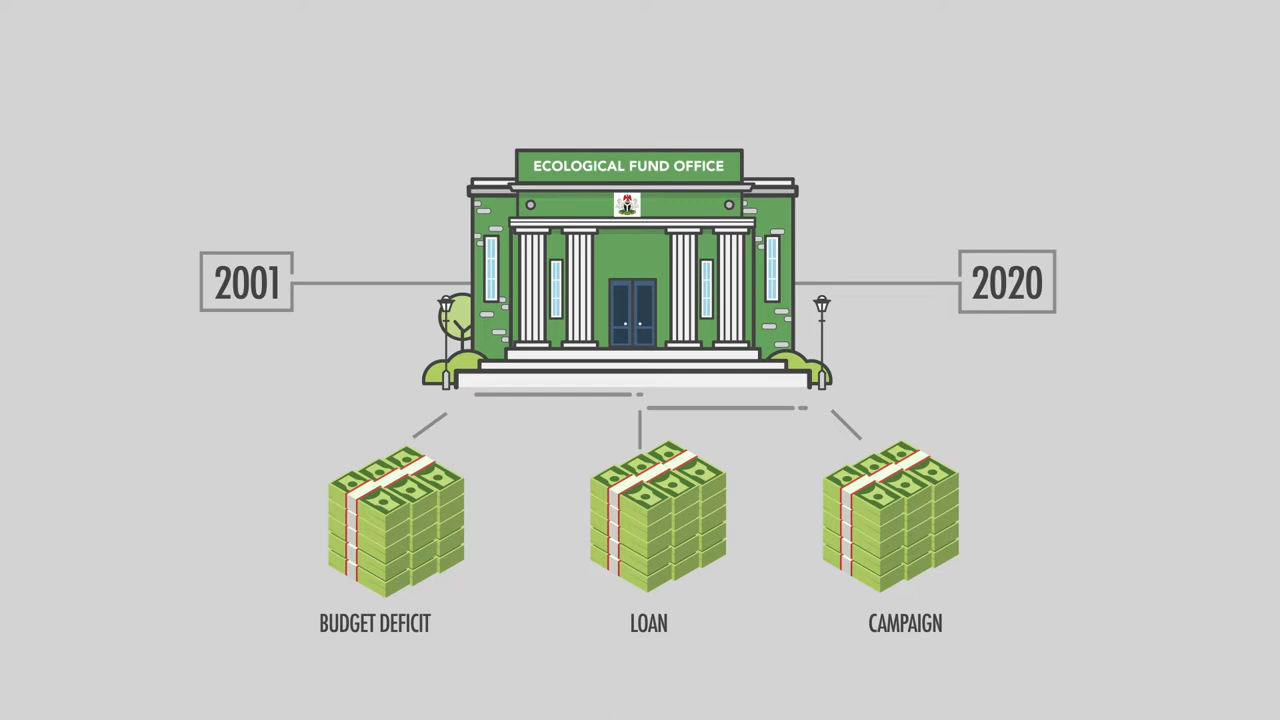 ECOLOGICAL FUND OFFICE
2001
2020
BUDGET DEFICIT
LOAN
CAMPAIGN